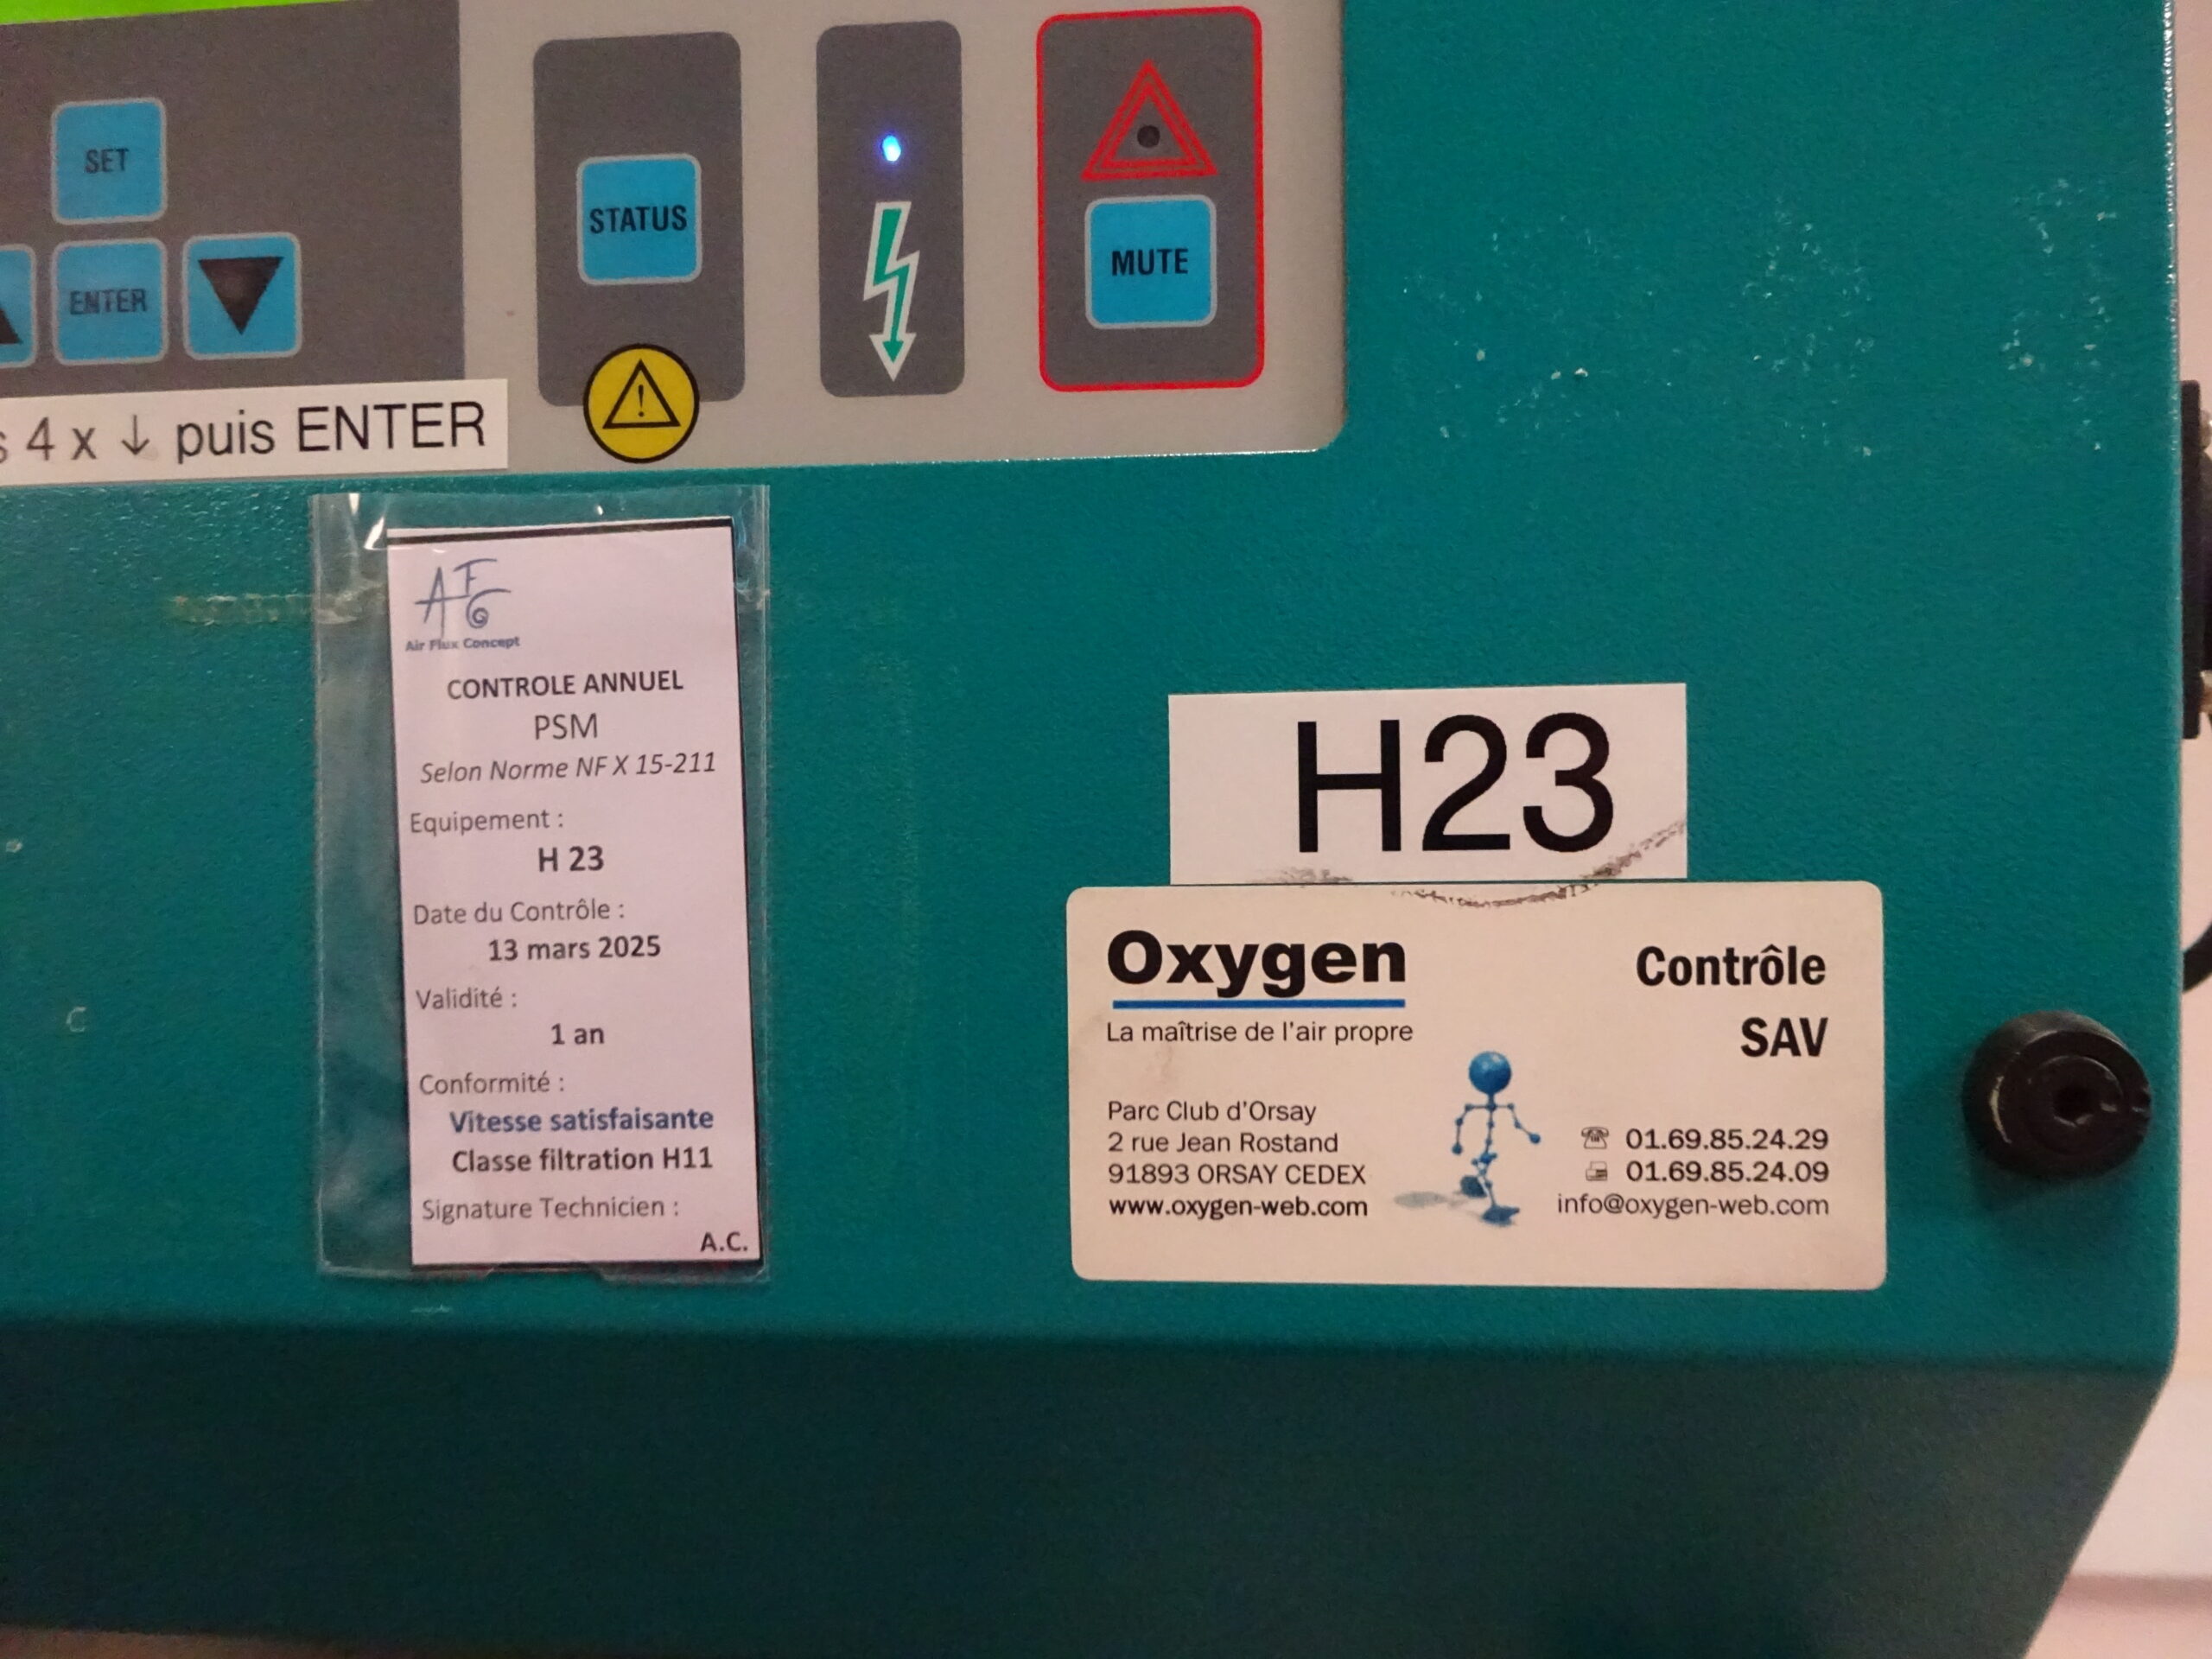 SET
ENTER
STATUS
MUTE
4 x ↓ puis ENTER
AFC
Air Flux Concept
CONTROLE ANNUEL
PSM
Selon Norme NF X 15-211
Equipement :
H 23
Date du Contrôle :
13 mars 2025
Validité :
1 an
Conformité :
Vitesse satisfaisante
Classe filtration H11
Signature Technicien :
A.C.
H23
Oxygen
La maîtrise de l'air propre
Parc Club d'Orsay
2 rue Jean Rostand
91893 ORSAY CEDEX
www.oxygen-web.com
Contrôle
SAV
01.69.85.24.29
01.69.85.24.09
info@oxygen-web.com